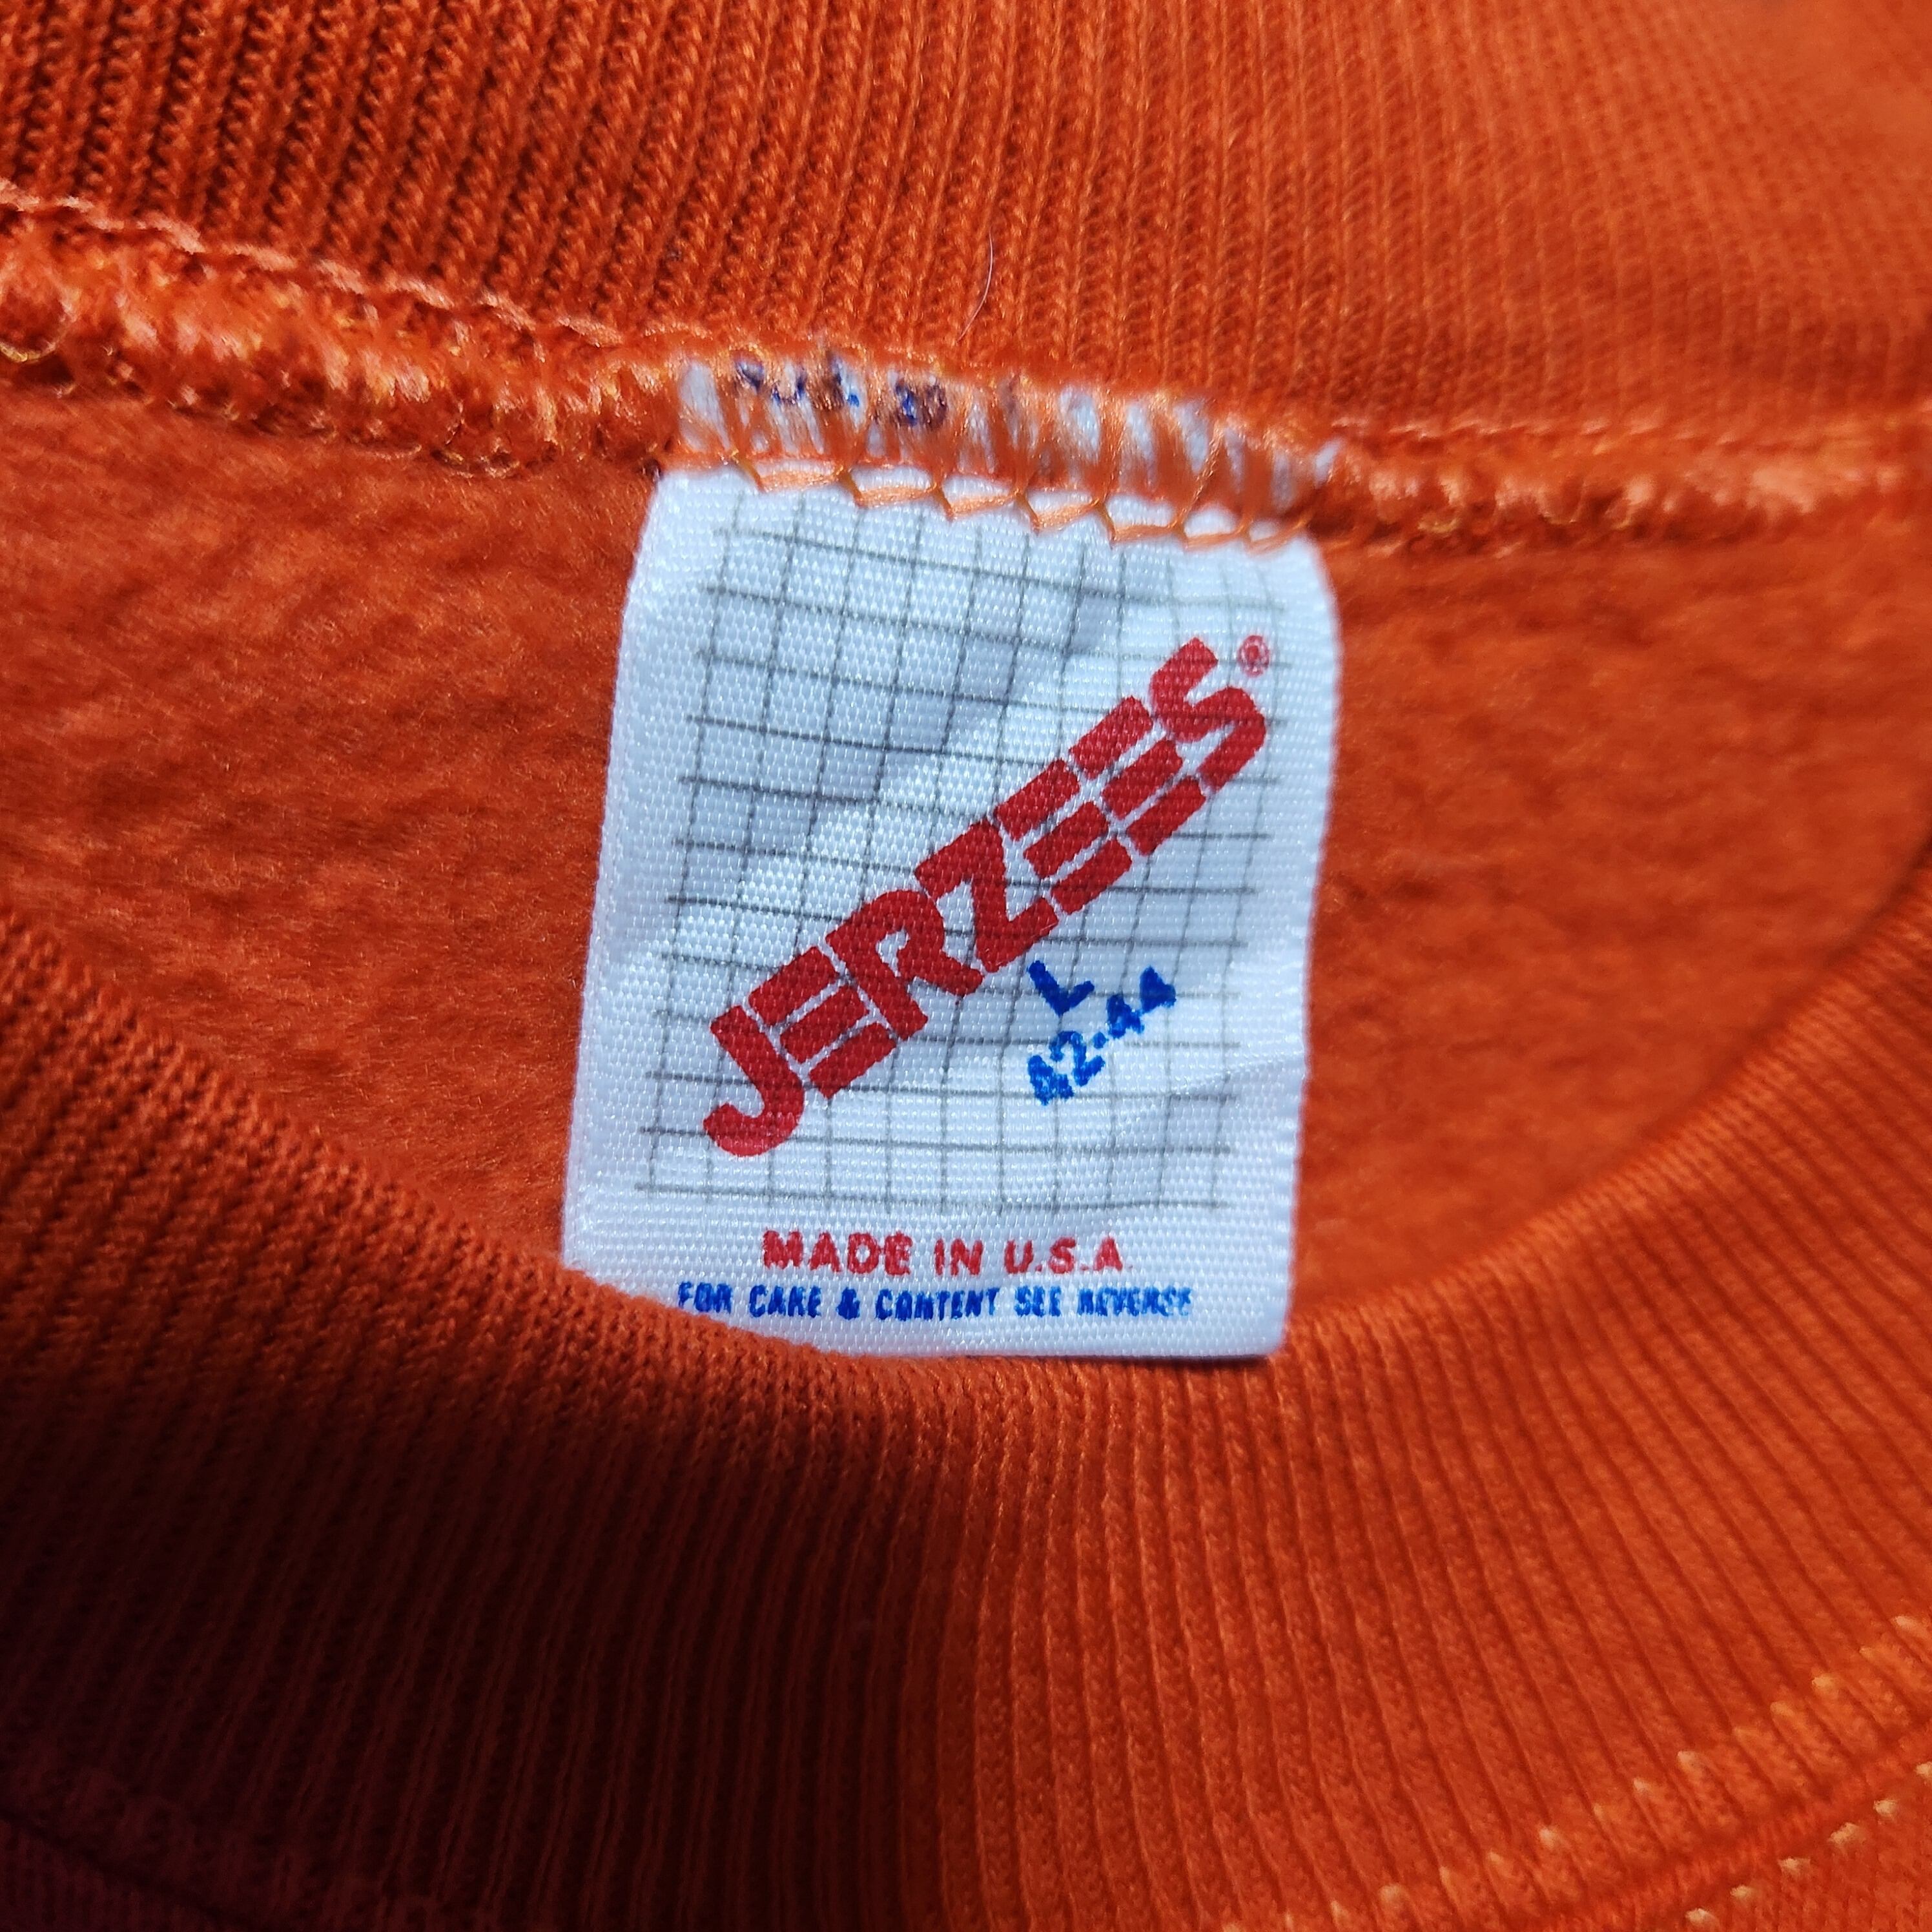 JERZEES®
L
42-44
MADE IN U.S.A
FOR CARE & CONTENT SEE REVERSE